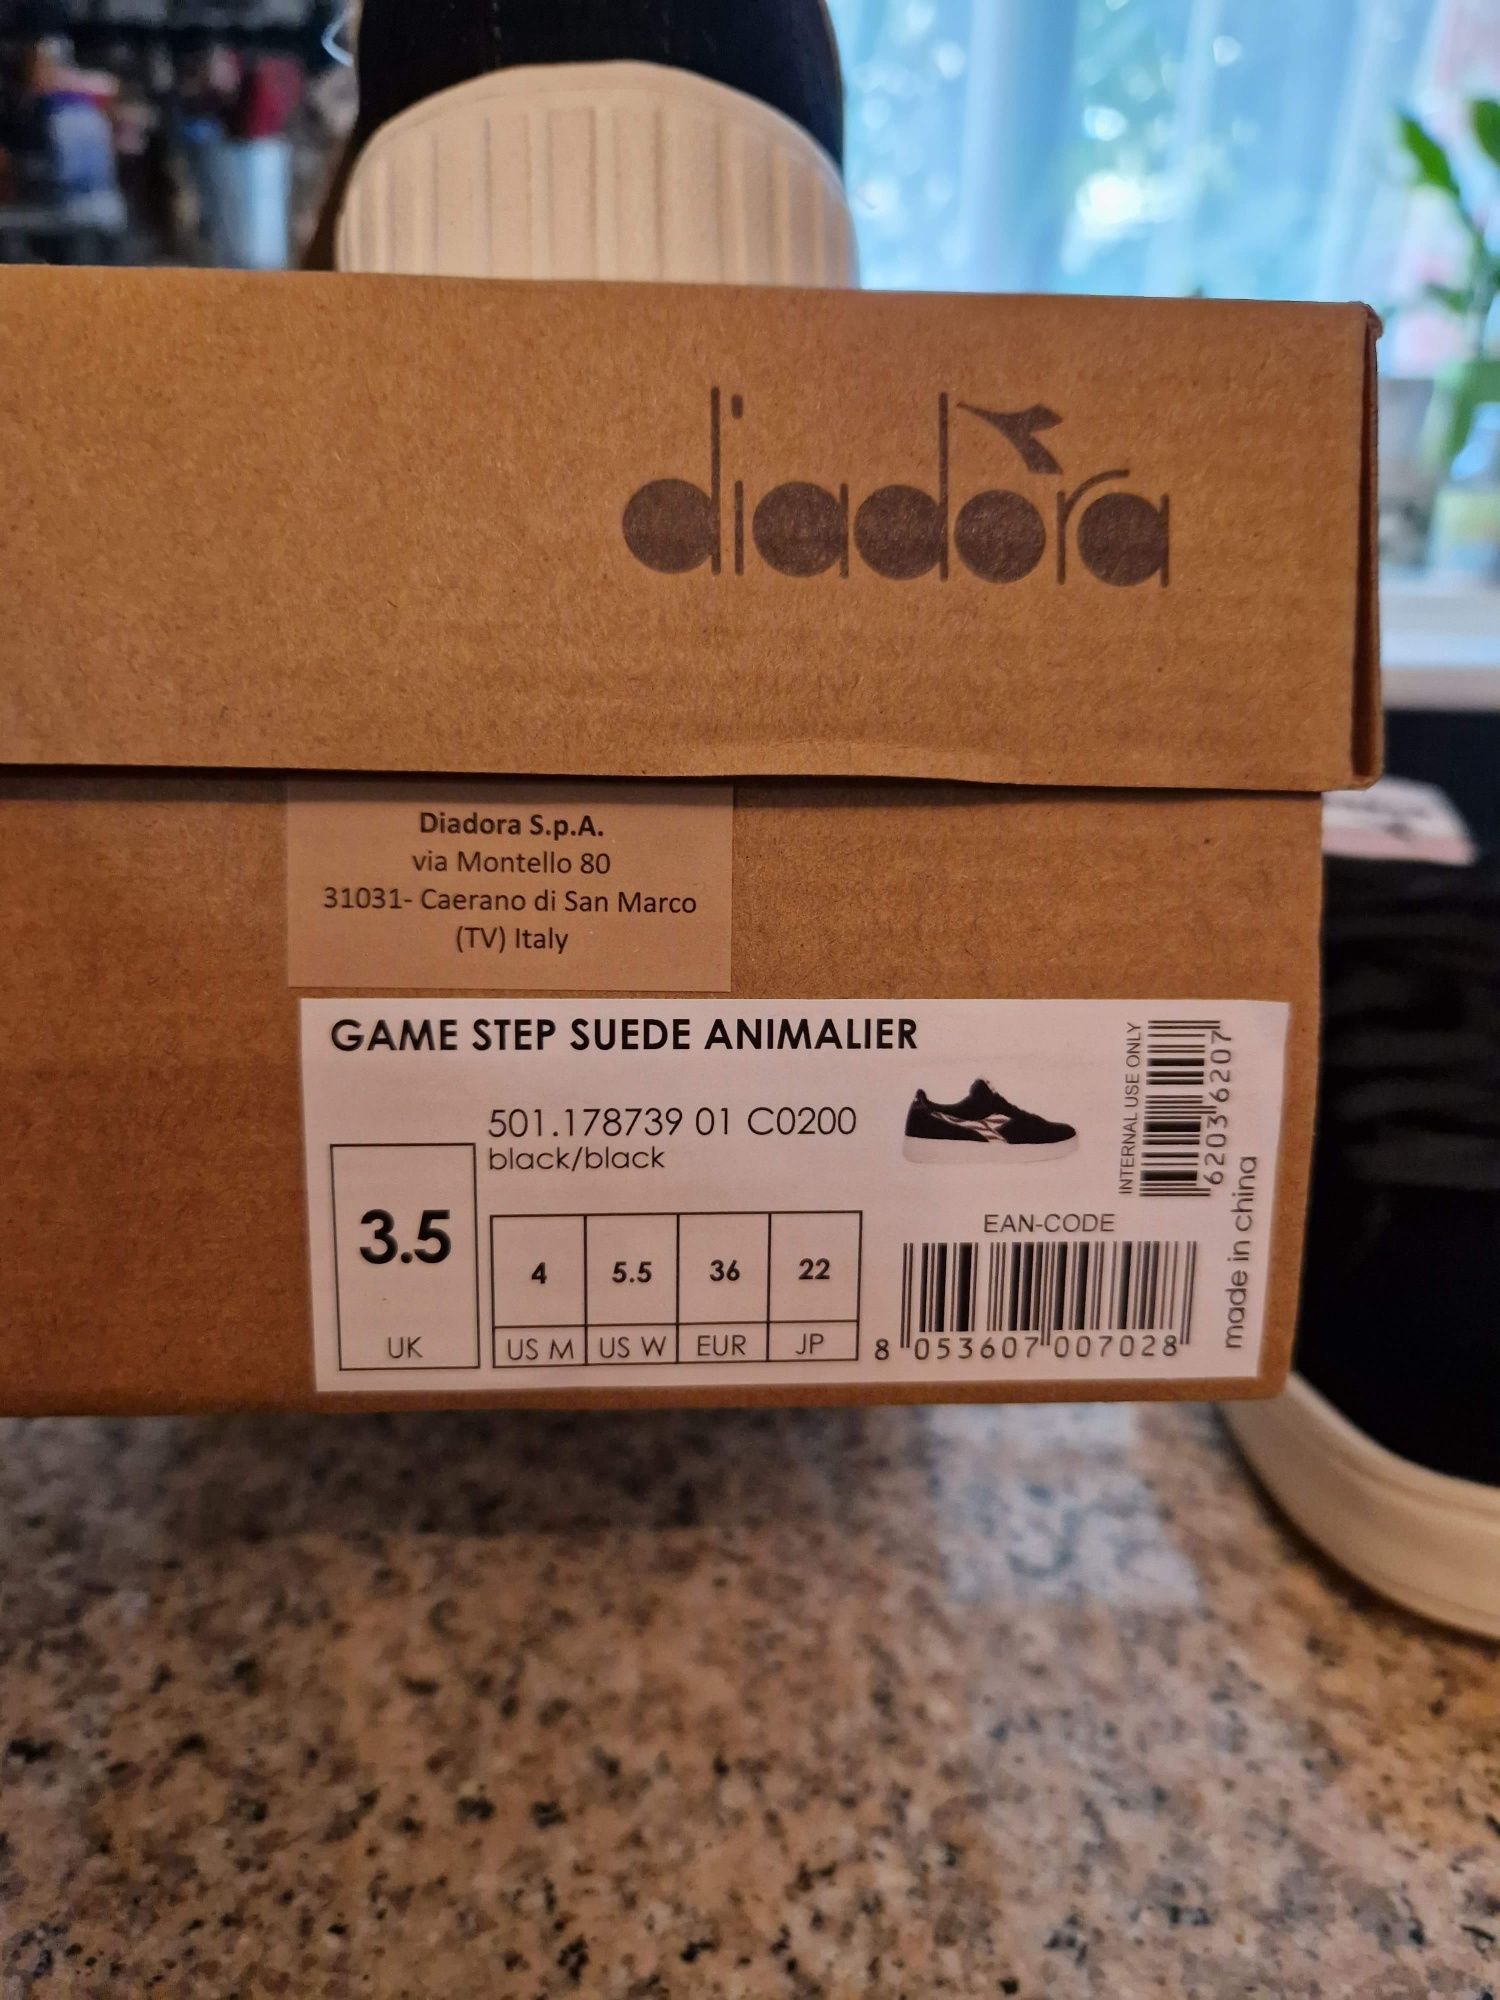 diadora
Diadora S.p.A.
via Montello 80
31031- Caerano di San Marco
(TV) Italy
GAME STEP SUEDE ANIMALIER
501.178739 01 C0200
black/black
3.5
UK
4 5.5 36 22
US M US W EUR JP
INTERNAL USE ONLY
62036207
EAN-CODE
8 053607 007028
made in china